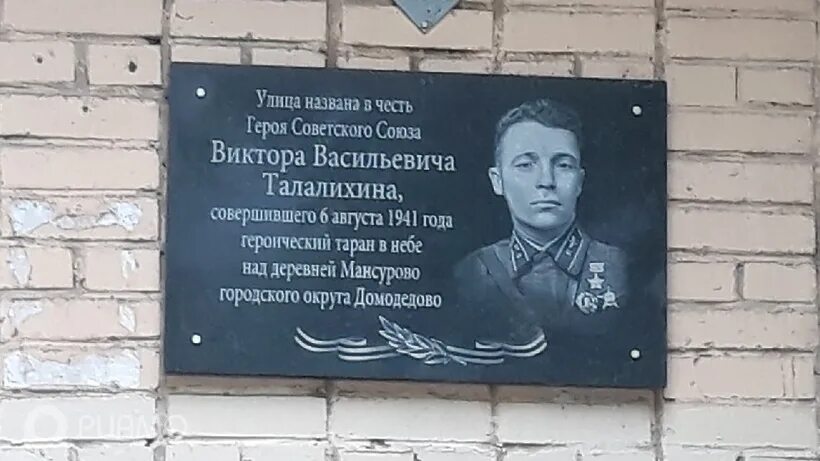 Улица названа в честь
Героя Советского Союза
Виктора Васильевича
Талалихина,
совершившего 6 августа 1941 года
героический таран в небе
над деревней Мансурово
городского округа Домодедово
РИАМО